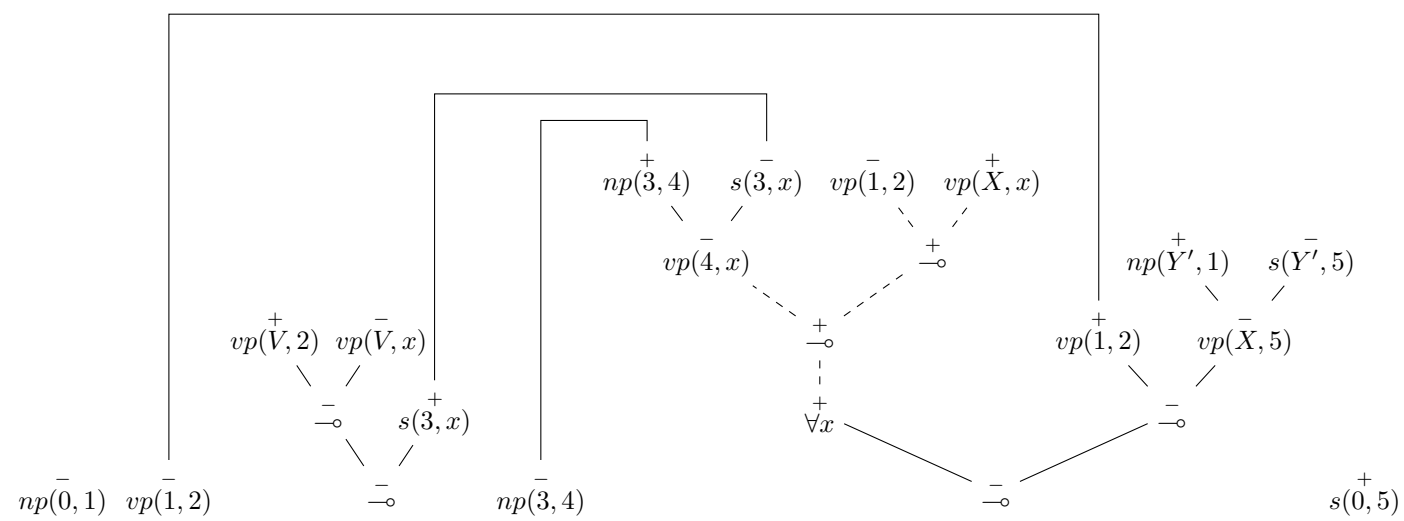 + − − +
np(3, 4) s(3, x) vp(1, 2) vp(X, x)
− + + −
vp(4, x) ⊸ np(Y′, 1) s(Y′, 5)
+ − + + −
vp(V, 2) vp(V, x) ⊸ vp(1, 2) vp(X, 5)
− + + −
⊸ s(3, x) ∀x ⊸
− − − − − +
np(0, 1) vp(1, 2) ⊸ np(3, 4) ⊸ s(0, 5)